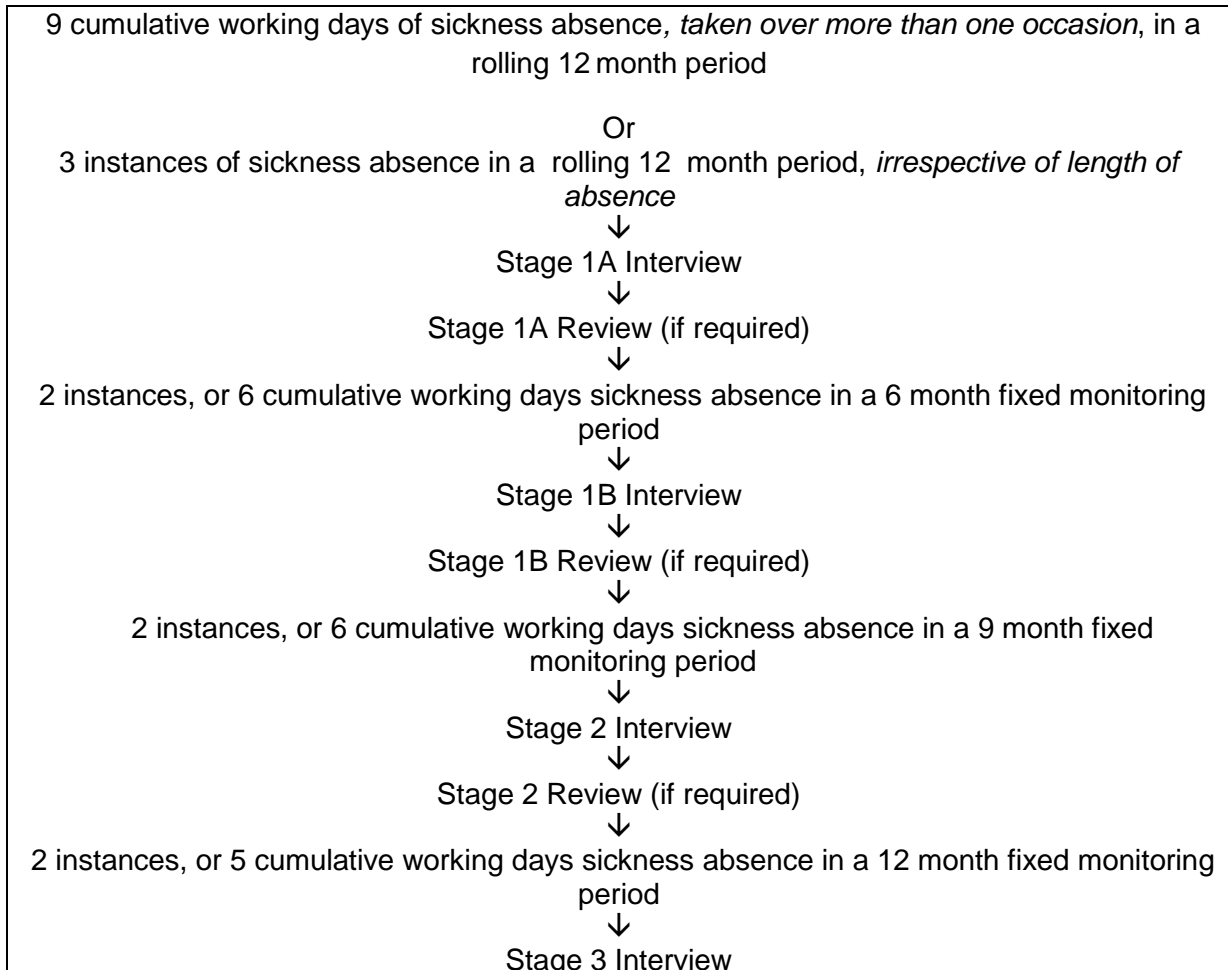 9 cumulative working days of sickness absence, taken over more than one occasion, in a
rolling 12 month period
Or
3 instances of sickness absence in a rolling 12 month period, irrespective of length of
absence
↓
Stage 1A Interview
↓
Stage 1A Review (if required)
↓
2 instances, or 6 cumulative working days sickness absence in a 6 month fixed monitoring
period
↓
Stage 1B Interview
↓
Stage 1B Review (if required)
↓
2 instances, or 6 cumulative working days sickness absence in a 9 month fixed
monitoring period
↓
Stage 2 Interview
↓
Stage 2 Review (if required)
↓
2 instances, or 5 cumulative working days sickness absence in a 12 month fixed monitoring
period
↓
Stage 3 Interview